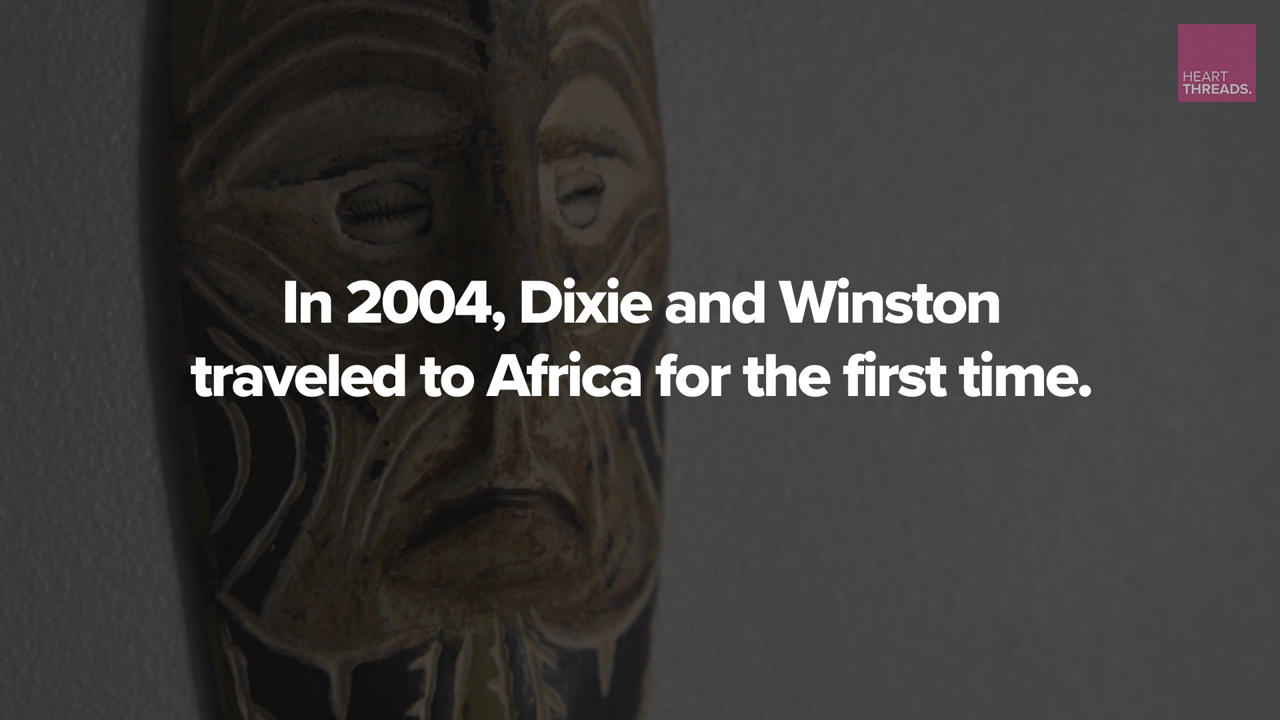 HEART
THREADS.
In 2004, Dixie and Winston
traveled to Africa for the first time.